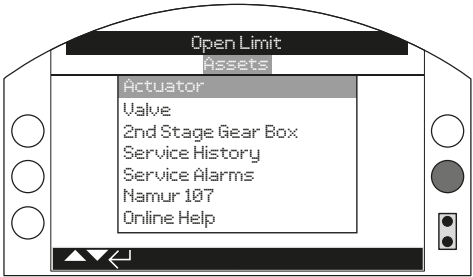 Open Limit
Assets
Actuator
Valve
2nd Stage Gear Box
Service History
Service Alarms
Namur 107
Online Help